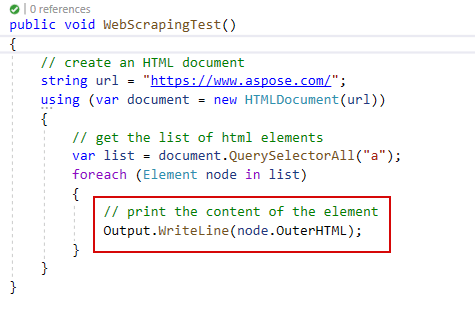 | 0 references
public void WebScrapingTest()
{
// create an HTML document
string url = "https://www.aspose.com/";
using (var document = new HTMLDocument(url))
{
// get the list of html elements
var list = document.QuerySelectorAll("a");
foreach (Element node in list)
{
// print the content of the element
Output.WriteLine(node.OuterHTML);
}
}
}